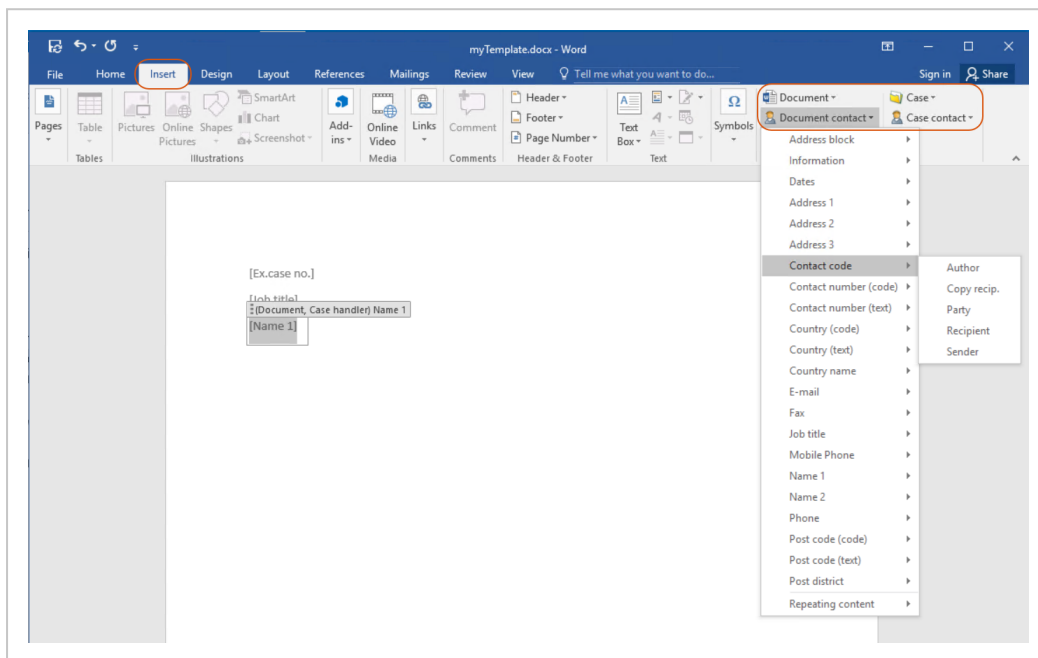 myTemplate.docx - Word
File Home Insert Design Layout References Mailings Review View Tell me what you want to do... Sign in Share
Pages
Table
Tables
Pictures
Online Pictures
Shapes
SmartArt
Chart
Screenshot
Illustrations
Add-ins
Online Video
Media
Links
Comment
Comments
Header
Footer
Page Number
Header & Footer
Text Box
Text
Symbols
Document
Document contact
Case
Case contact
Address block
Information
Dates
Address 1
Address 2
Address 3
Contact code
Contact number (code)
Contact number (text)
Country (code)
Country (text)
Country name
E-mail
Fax
Job title
Mobile Phone
Name 1
Name 2
Phone
Post code (code)
Post code (text)
Post district
Repeating content
Author
Copy recip.
Party
Recipient
Sender
[Ex.case no.]
[Job title]
(Document, Case handler) Name 1
[Name 1]